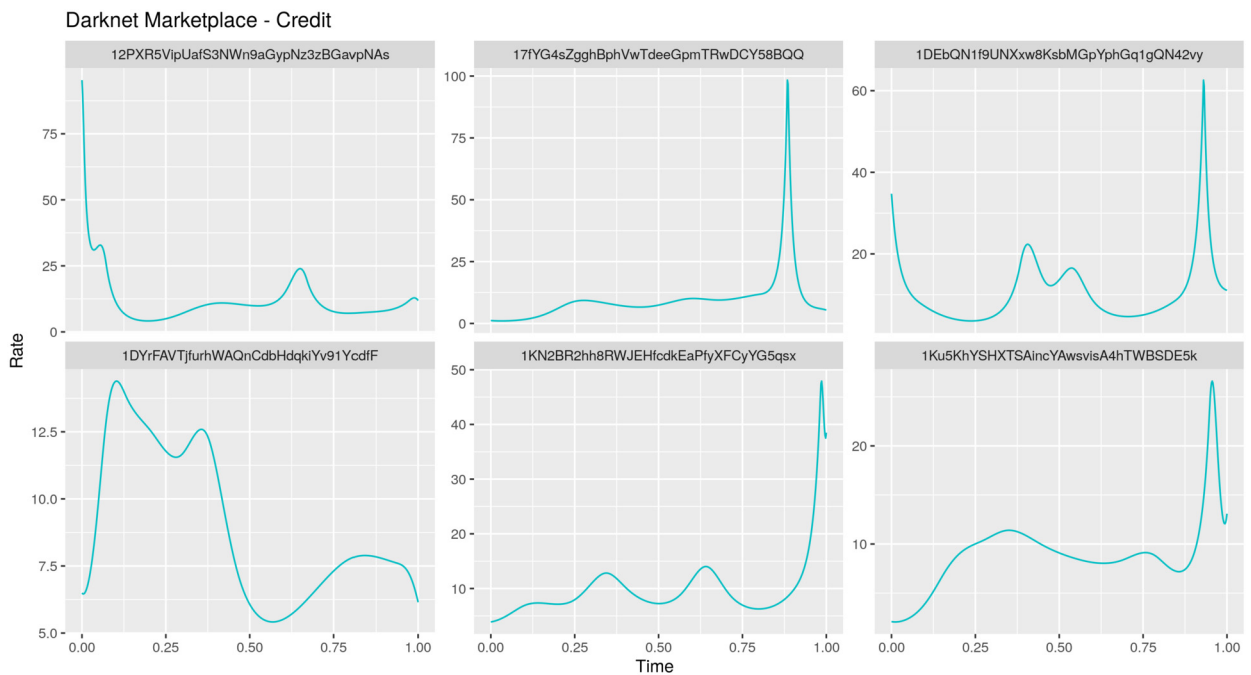 Darknet Marketplace - Credit
12PXR5VipUafS3NWn9aGypNz3zBGavpNAs
17fYG4sZgghBphVwTdeeGpmTRwDCY58BQQ
1DEbQN1f9UNXxw8KsbMGpYphGq1gQN42vy
75
50
25
0
100
75
50
25
0
60
40
20
Rate
1DYrFAVTjfurhWAQnCdbHdqkiYv91YcdfF
1KN2BR2hh8RWJEHfcdkEaPfyXFCyYG5qsx
1Ku5KhYSHXTSAincYAwsvisA4hTWBSDE5k
12.5
10.0
7.5
5.0
50
40
30
20
10
20
10
0.00 0.25 0.50 0.75 1.00
0.00 0.25 0.50 0.75 1.00
0.00 0.25 0.50 0.75 1.00
Time